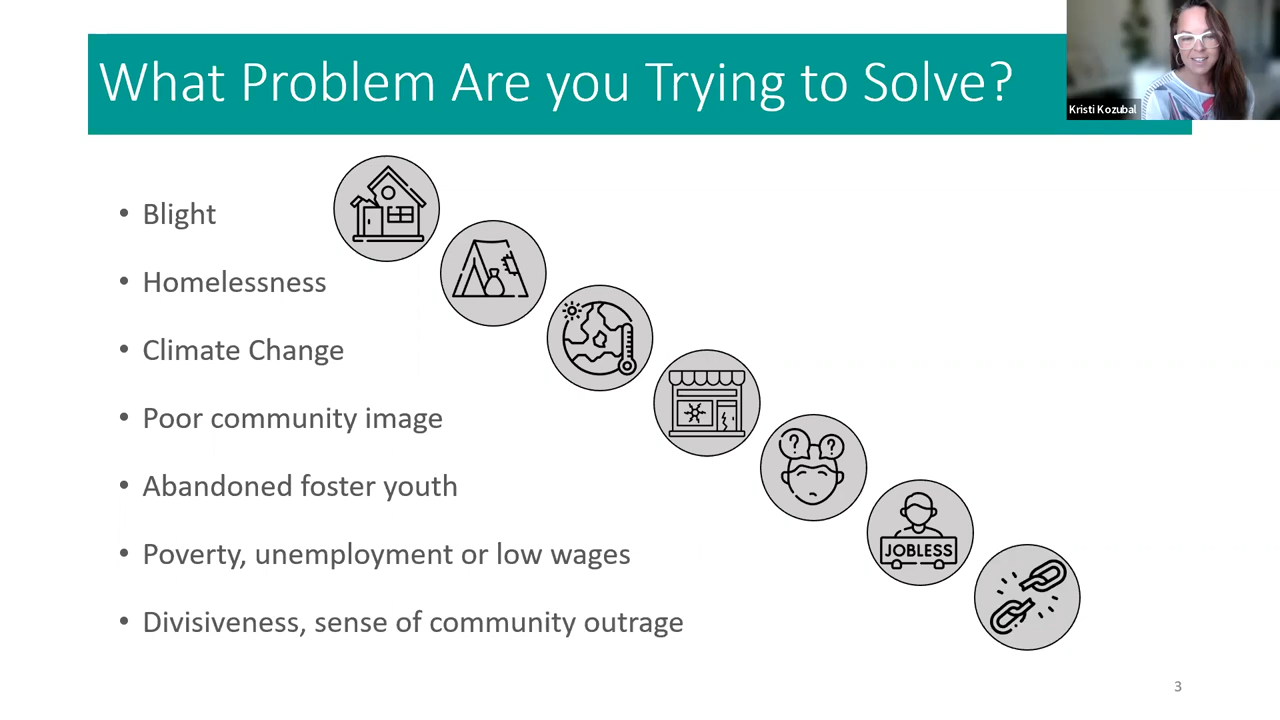 What Problem Are you Trying to Solve?
Kristi Kozubal
• Blight
• Homelessness
• Climate Change
• Poor community image
• Abandoned foster youth
• Poverty, unemployment or low wages
• Divisiveness, sense of community outrage
? ?
JOBLESS
3